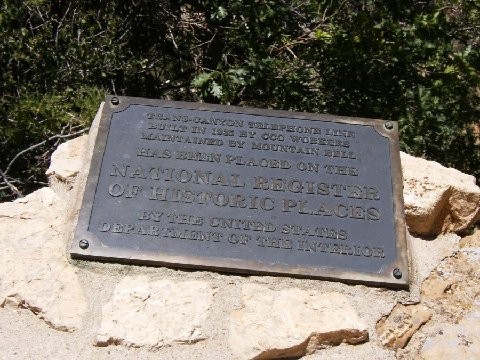 TRANS-CANYON TELEPHONE LINE
BUILT IN 1935 BY CCC WORKERS
MAINTAINED BY MOUNTAIN BELL
HAS BEEN PLACED ON THE
NATIONAL REGISTER
OF HISTORIC PLACES
BY THE UNITED STATES
DEPARTMENT OF THE INTERIOR